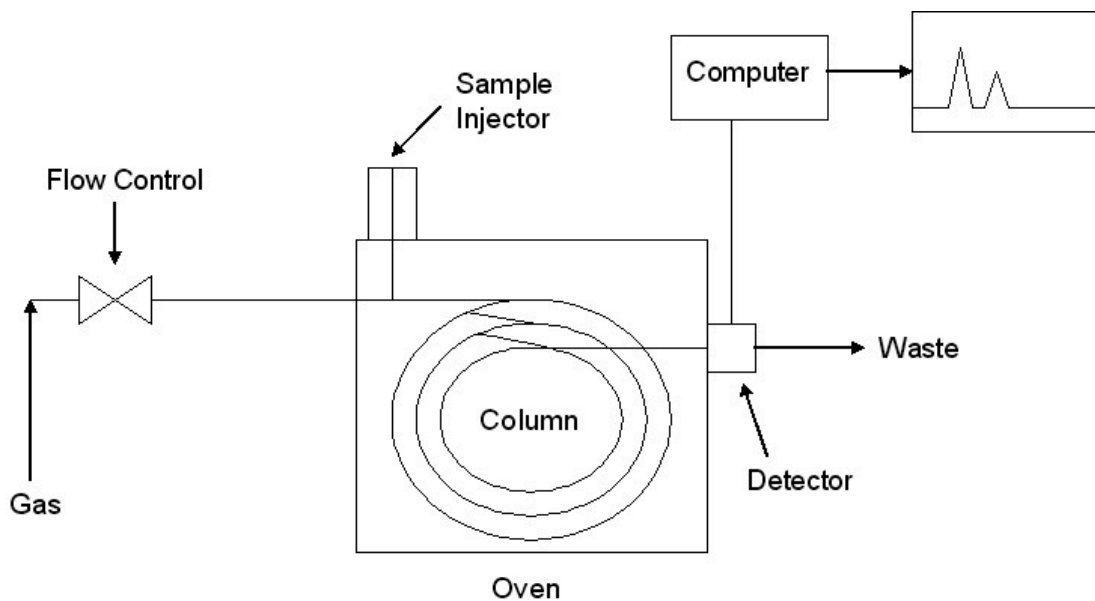 Computer
Sample
Injector
Flow Control
Waste
Column
Detector
Gas
Oven